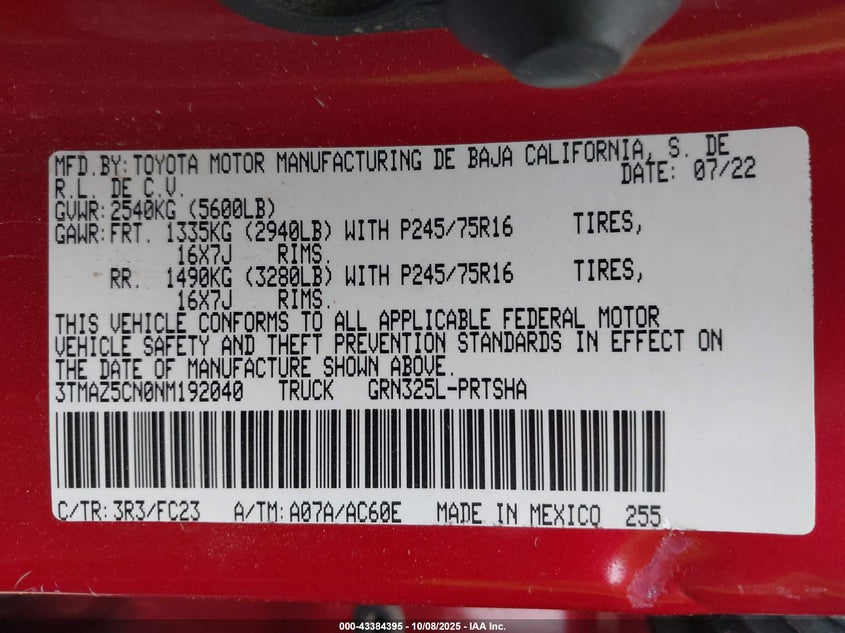 MFD.BY: TOYOTA MOTOR MANUFACTURING DE BAJA CALIFORNIA, S. DE
R.L. DE C.V. DATE: 07/22
GVWR: 2540KG (5600LB)
GAWR: FRT. 1335KG (2940LB) WITH P245/75R16 TIRES,
16X7J RIMS.
RR. 1490KG (3280LB) WITH P245/75R16 TIRES,
16X7J RIMS.
THIS VEHICLE CONFORMS TO ALL APPLICABLE FEDERAL MOTOR
VEHICLE SAFETY AND THEFT PREVENTION STANDARDS IN EFFECT ON
THE DATE OF MANUFACTURE SHOWN ABOVE.
3TMAZ5CN0NM192040 TRUCK GRN325L-PRTSHA
C/TR: 3R3/FC23 A/TM: A07A/AC60E MADE IN MEXICO 255
000-43384395 - 10/08/2025 - IAA Inc.